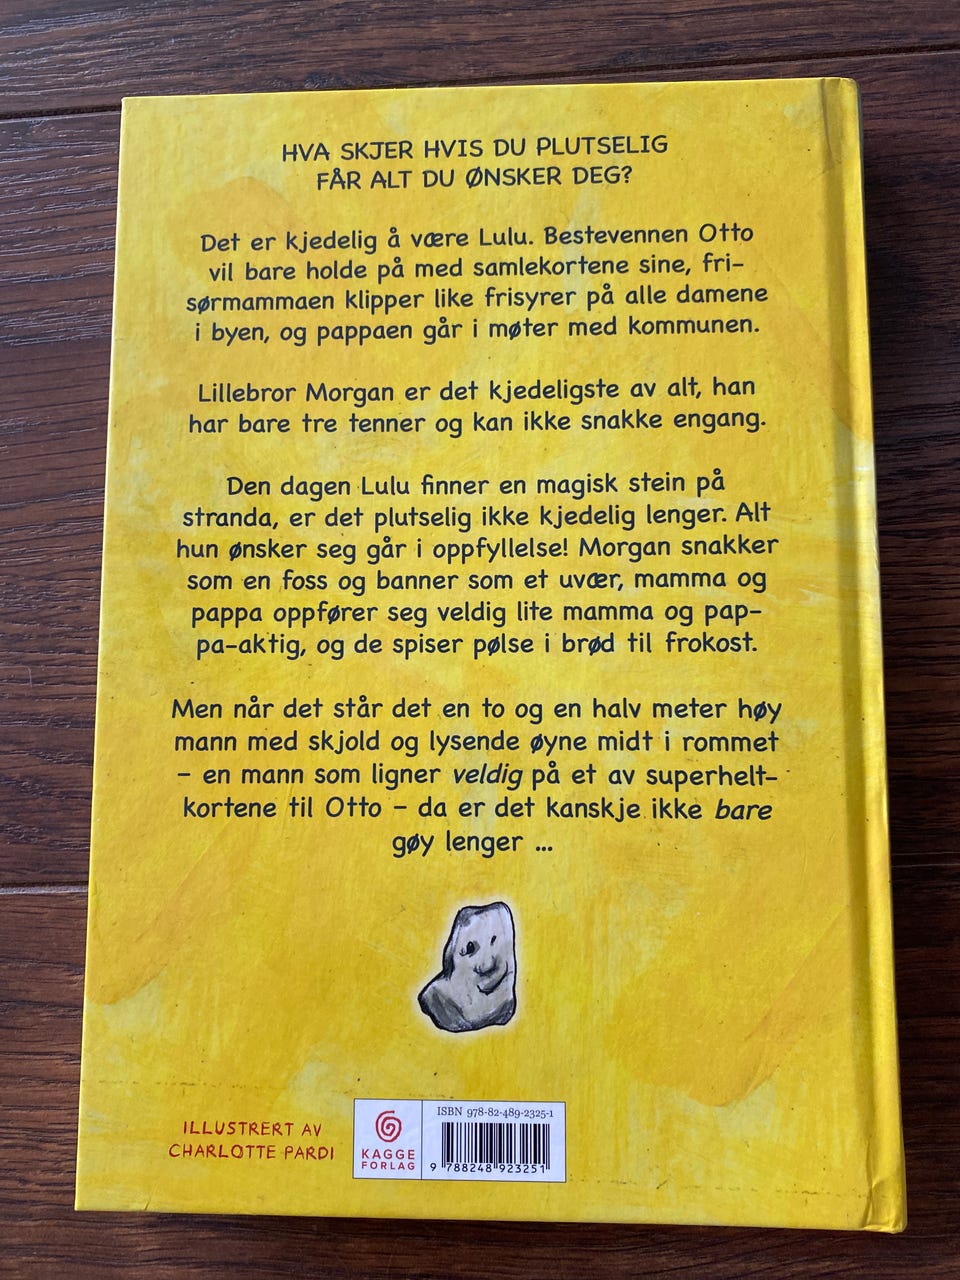 HVA SKJER HVIS DU PLUTSELIG
FÅR ALT DU ØNSKER DEG?
Det er kjedelig å være Lulu. Bestevennen Otto
vil bare holde på med samlekortene sine, fri-
sørmammaen klipper like frisyrer på alle damene
i byen, og pappaen går i møter med kommunen.
Lillebror Morgan er det kjedeligste av alt, han
har bare tre tenner og kan ikke snakke engang.
Den dagen Lulu finner en magisk stein på
stranda, er det plutselig ikke kjedelig lenger. Alt
hun ønsker seg går i oppfyllelse! Morgan snakker
som en foss og banner som et uvær, mamma og
pappa oppfører seg veldig lite mamma og pap-
pa-aktig, og de spiser pølse i brød til frokost.
Men når det står det en to og en halv meter høy
mann med skjold og lysende øyne midt i rommet
– en mann som ligner veldig på et av superhelt-
kortene til Otto – da er det kanskje ikke bare
gøy lenger ...
ILLUSTRERT AV
CHARLOTTE PARDI
KAGGE
FORLAG
ISBN 978-82-489-2325-1
9 788248 923251